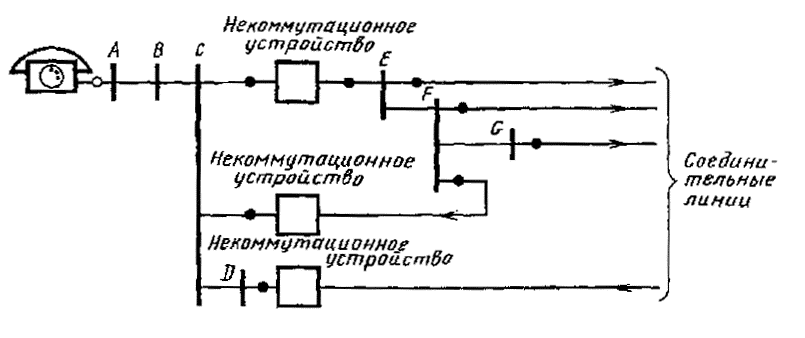 Некоммутационное
устройство
A
B
C
E
F
G
Некоммутационное
устройство
Соедини-
тельные
линии
Некоммутационное
устройство
D